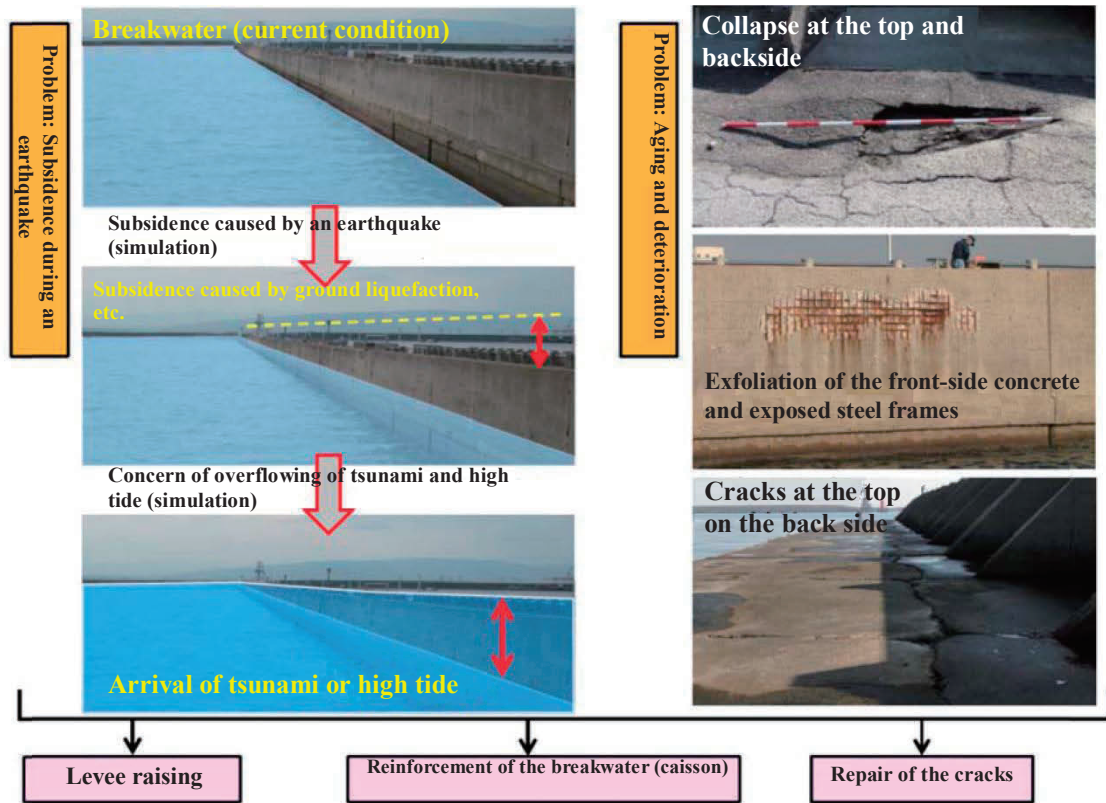 Problem: Subsidence during an
earthquake
Breakwater (current condition)
Subsidence caused by an earthquake
(simulation)
Subsidence caused by ground liquefaction,
etc.
Concern of overflowing of tsunami and high
tide (simulation)
Arrival of tsunami or high tide
Problem: Aging and deterioration
Collapse at the top and
backside
Exfoliation of the front-side concrete
and exposed steel frames
Cracks at the top
on the back side
Levee raising
Reinforcement of the breakwater (caisson)
Repair of the cracks